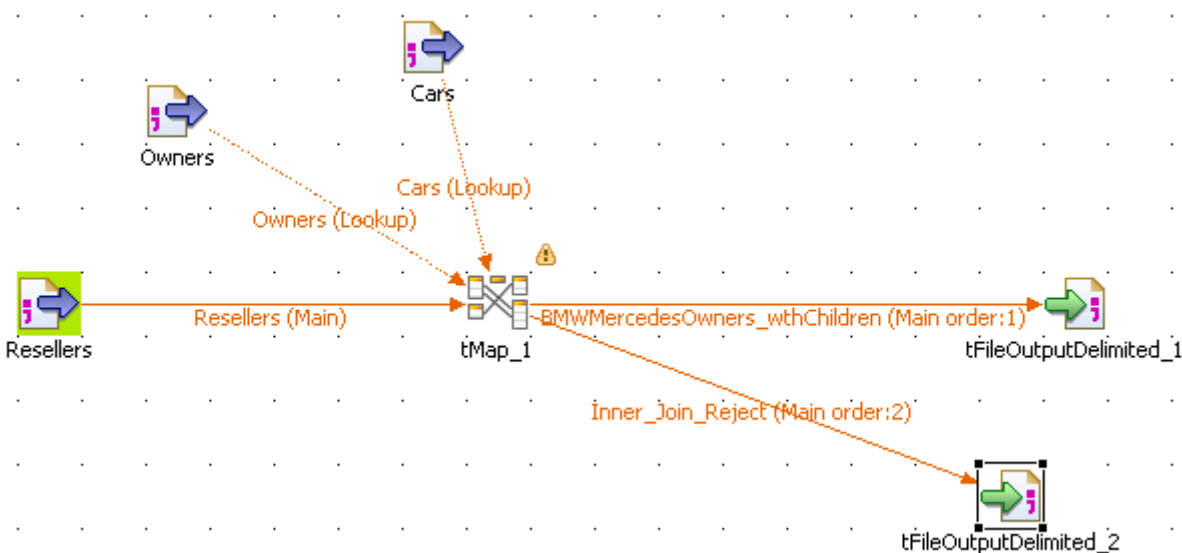 Cars
Owners
Cars (Lookup)
Owners (Lookup)
Resellers (Main)
BMWMercedesOwners_wthChildren (Main order:1)
Resellers
tMap_1
tFileOutputDelimited_1
Inner_Join_Reject (Main order:2)
tFileOutputDelimited_2